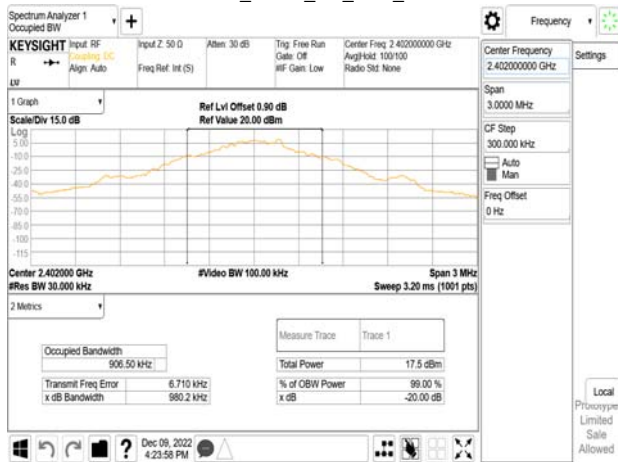 Spectrum Analyzer 1
Occupied BW
Frequency
KEYSIGHT
Input: RF
Coupling: DC
Align: Auto
Input Z: 50 Ω
Freq Ref: Int (S)
Atten: 30 dB
Trig: Free Run
Gate: Off
#IF Gain: Low
Center Freq: 2.402000000 GHz
Avg|Hold: 100/100
Radio Std: None
R
LU
Center Frequency
2.402000000 GHz
Settings
Span
3.0000 MHz
CF Step
300.000 kHz
Auto
Man
Freq Offset
0 Hz
1 Graph
Scale/Div 15.0 dB
Ref Lvl Offset 0.90 dB
Ref Value 20.00 dBm
Log
5.00
-10.0
-25.0
-40.0
-55.0
-70.0
-85.0
-100
-115
Center 2.402000 GHz
#Video BW 100.00 kHz
Span 3 MHz
#Res BW 30.000 kHz
Sweep 3.20 ms (1001 pts)
2 Metrics
Measure Trace
Trace 1
Occupied Bandwidth
906.50 kHz
Total Power
17.5 dBm
Transmit Freq Error
6.710 kHz
% of OBW Power
99.00 %
x dB Bandwidth
980.2 kHz
x dB
-20.00 dB
Local
Prototype
Limited
Sale
Allowed
Dec 09, 2022
4:23:58 PM